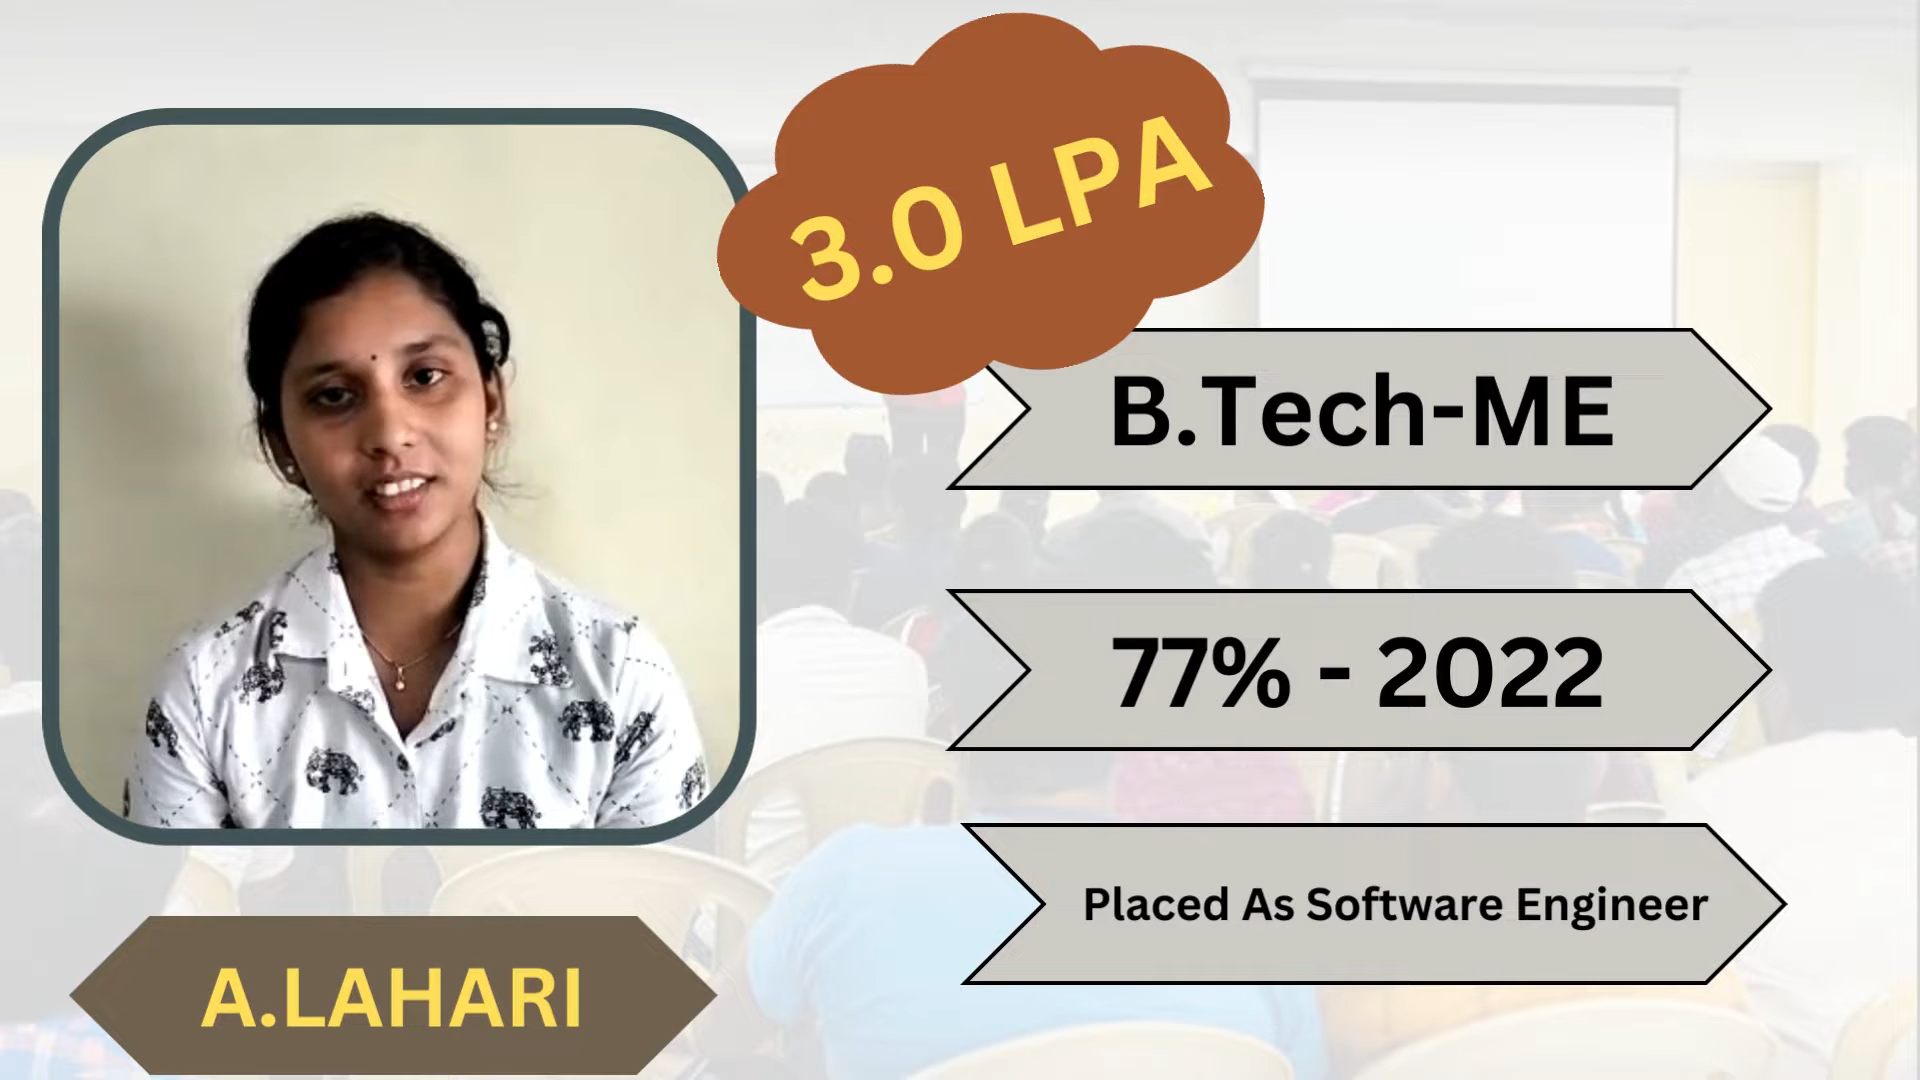 3.0 LPA
B.Tech-ME
77% - 2022
Placed As Software Engineer
A.LAHARI